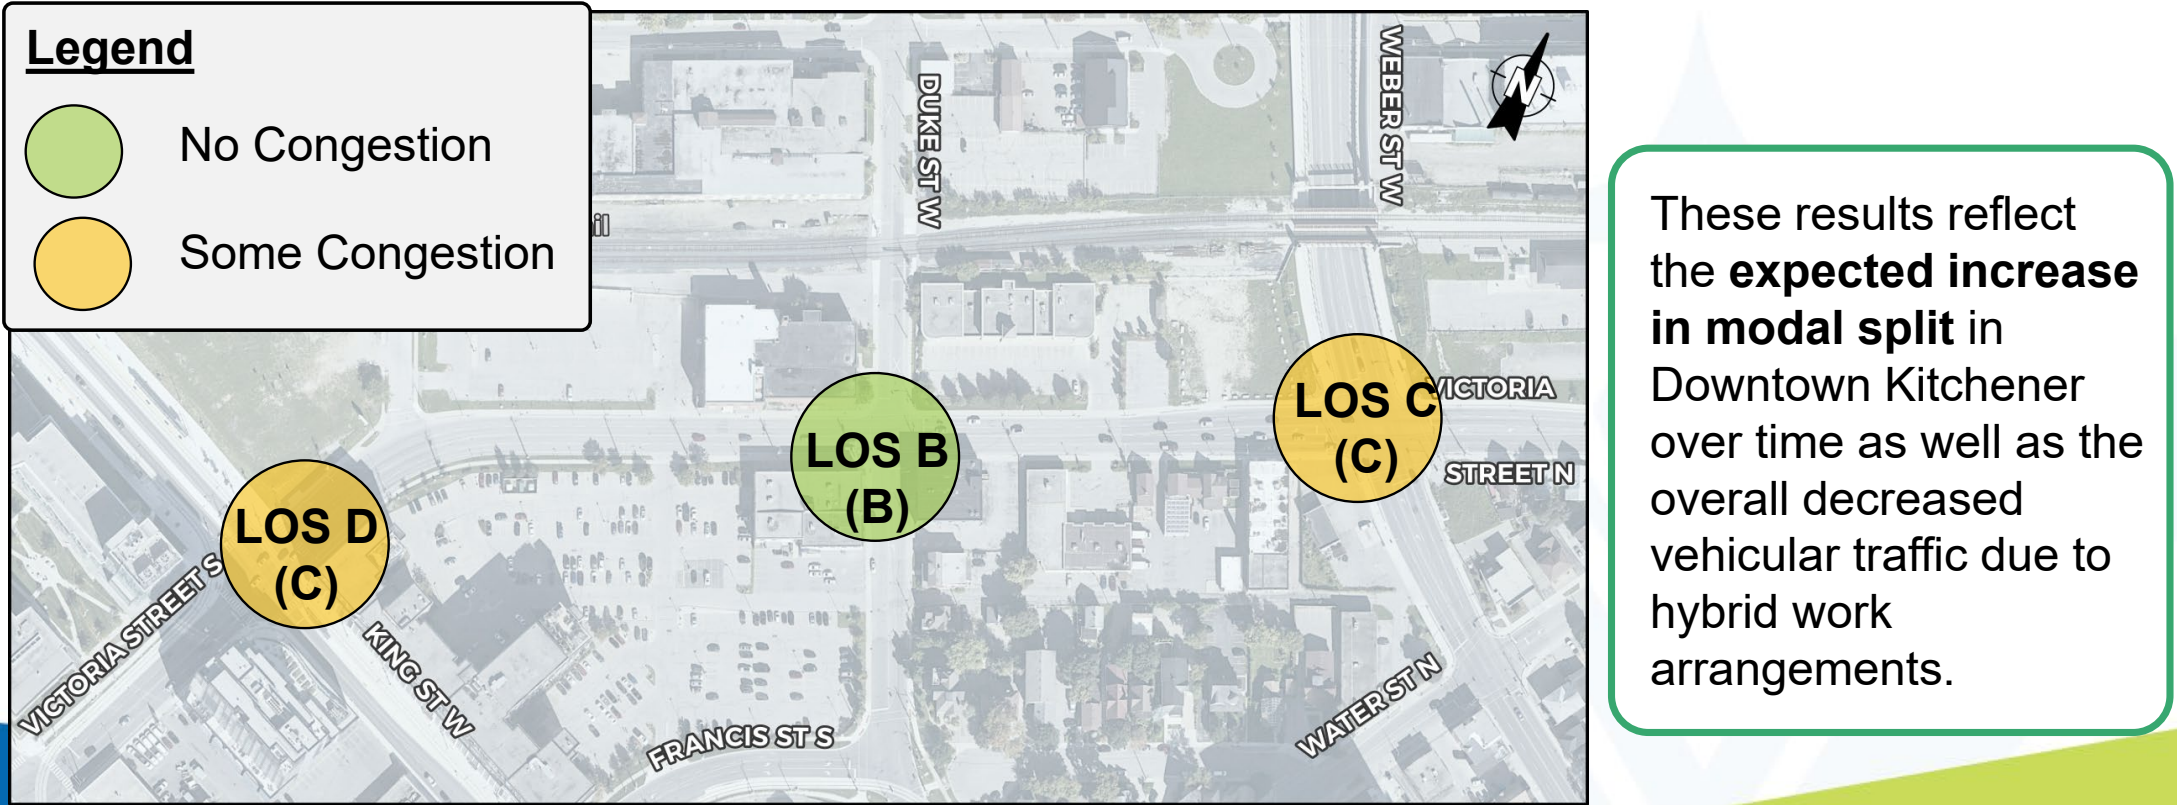 Legend
No Congestion
Some Congestion
il
DUKE ST W
WEBER ST W
N
VICTORIA
STREET N
LOS C
(C)
LOS B
(B)
LOS D
(C)
VICTORIA STREET S
KING ST W
FRANCIS ST S
WATER ST N
These results reflect
the expected increase
in modal split in
Downtown Kitchener
over time as well as the
overall decreased
vehicular traffic due to
hybrid work
arrangements.